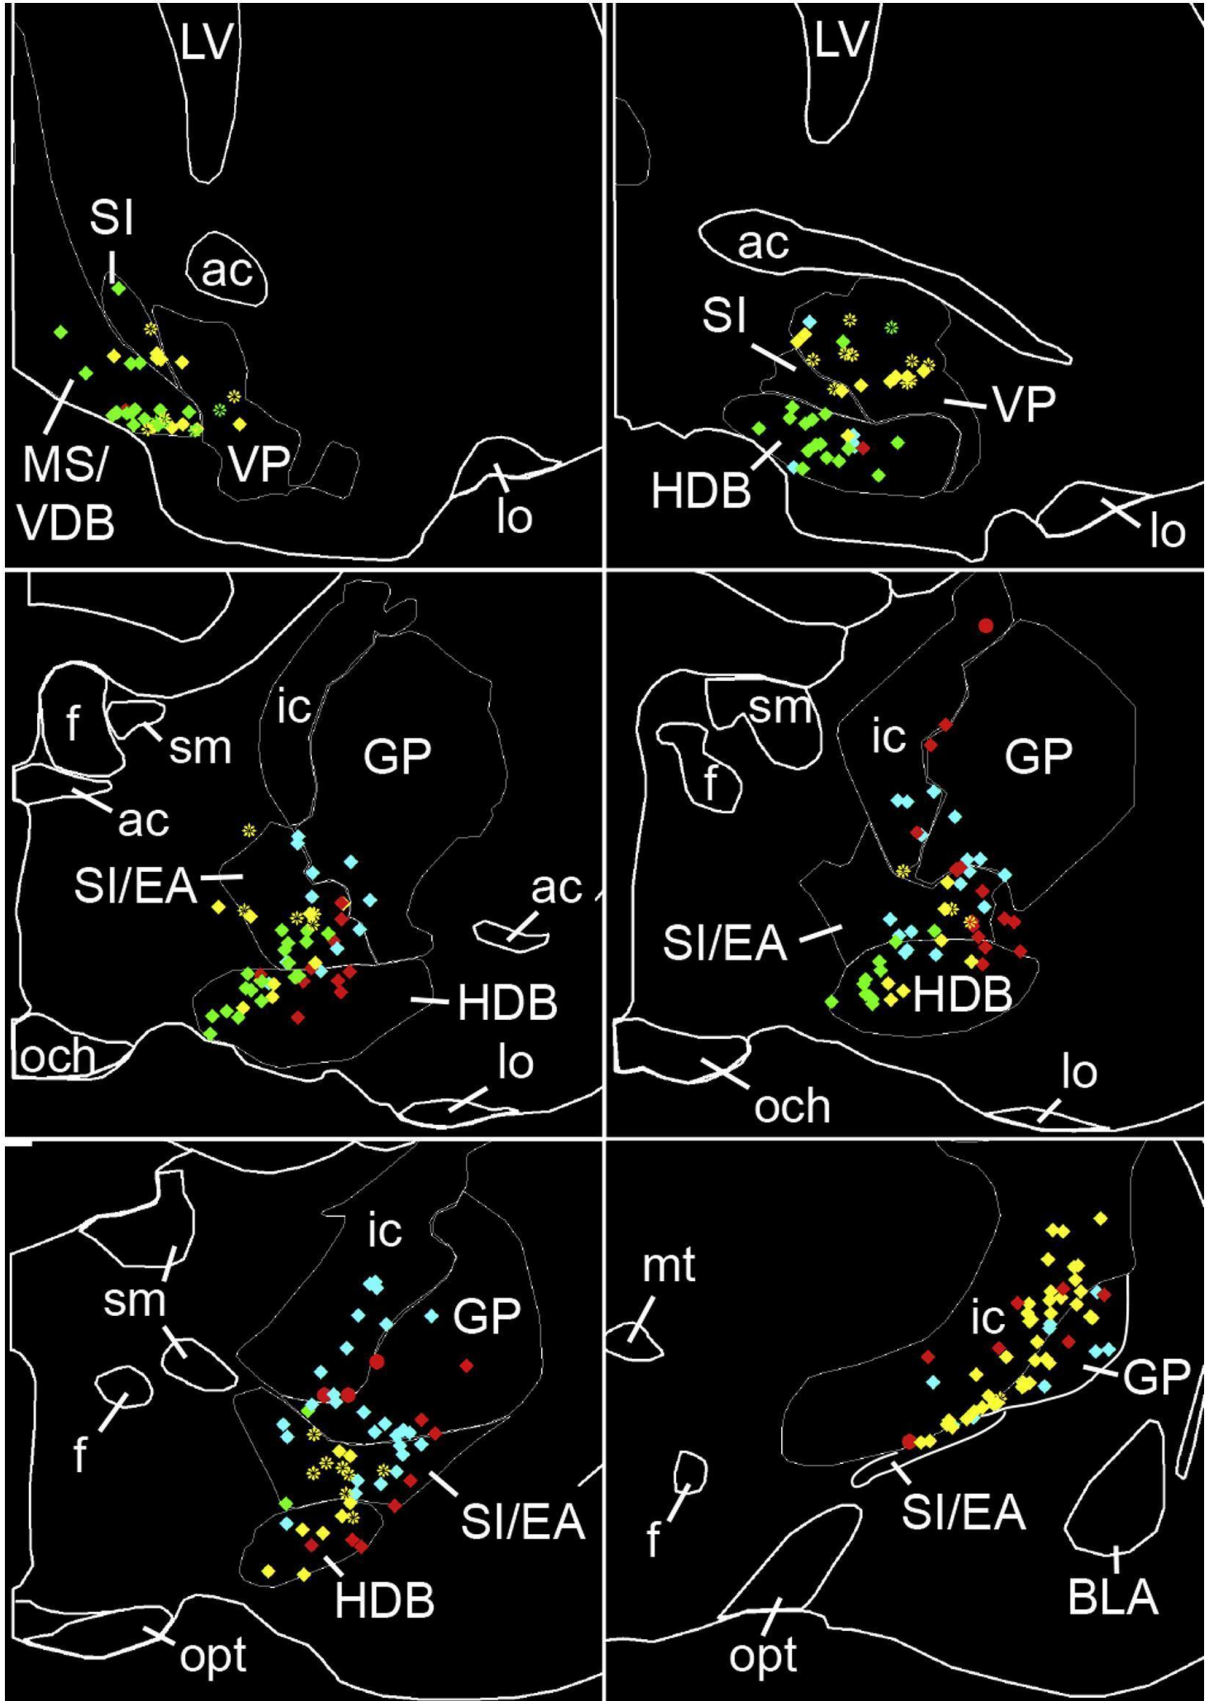 LV
SI
ac
MS/
VDB
VP
lo
LV
ac
SI
VP
HDB
lo
ic
f
sm
GP
ac
SI/EA
ac
HDB
och
lo
sm
ic
GP
f
SI/EA
HDB
och
lo
ic
sm
GP
f
SI/EA
HDB
opt
mt
ic
GP
SI/EA
f
BLA
opt